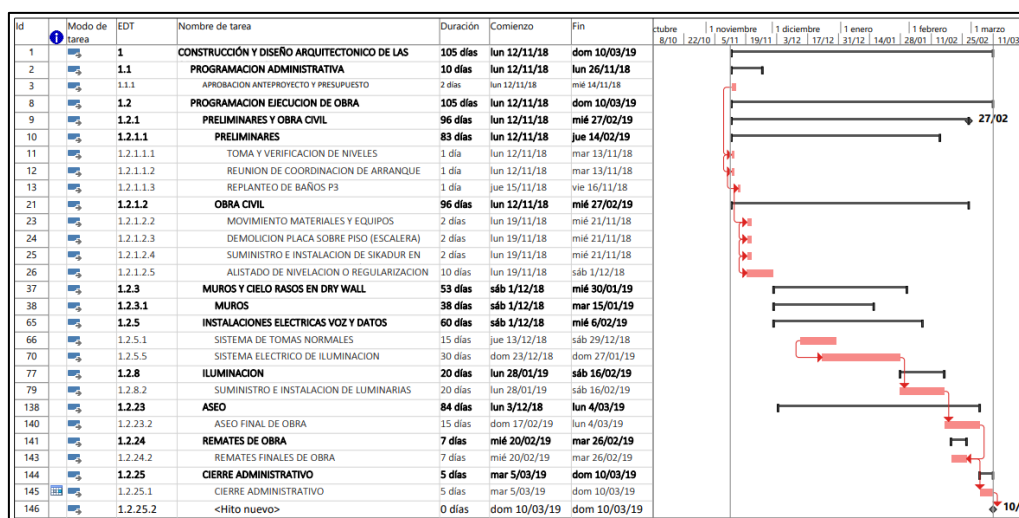 Id Modo de tarea EDT Nombre de tarea Duración Comienzo Fin ctubre 1 noviembre 1 diciembre 1 enero 1 febrero 1 marzo
8/10 22/10 5/11 19/11 3/12 17/12 31/12 14/01 28/01 11/02 25/02 11/03
1 1 CONSTRUCCIÓN Y DISEÑO ARQUITECTONICO DE LAS 105 días lun 12/11/18 dom 10/03/19
2 1.1 PROGRAMACION ADMINISTRATIVA 10 días lun 12/11/18 lun 26/11/18
3 1.1.1 APROBACION ANTEPROYECTO Y PRESUPUESTO 2 días lun 12/11/18 mié 14/11/18
8 1.2 PROGRAMACION EJECUCION DE OBRA 105 días lun 12/11/18 dom 10/03/19
9 1.2.1 PRELIMINARES Y OBRA CIVIL 96 días lun 12/11/18 mié 27/02/19 27/02
10 1.2.1.1 PRELIMINARES 83 días lun 12/11/18 jue 14/02/19
11 1.2.1.1.1 TOMA Y VERIFICACION DE NIVELES 1 día lun 12/11/18 mar 13/11/18
12 1.2.1.1.2 REUNION DE COORDINACION DE ARRANQUE 1 día lun 12/11/18 mar 13/11/18
13 1.2.1.1.3 REPLANTEO DE BAÑOS P3 1 día jue 15/11/18 vie 16/11/18
21 1.2.1.2 OBRA CIVIL 96 días lun 12/11/18 mié 27/02/19
23 1.2.1.2.2 MOVIMIENTO MATERIALES Y EQUIPOS 2 días lun 19/11/18 mié 21/11/18
24 1.2.1.2.3 DEMOLICION PLACA SOBRE PISO (ESCALERA) 2 días lun 19/11/18 mié 21/11/18
25 1.2.1.2.4 SUMINISTRO E INSTALACION DE SIKADUR EN 2 días lun 19/11/18 mié 21/11/18
26 1.2.1.2.5 ALISTADO DE NIVELACION O REGULARIZACION 10 días lun 19/11/18 sáb 1/12/18
37 1.2.3 MUROS Y CIELO RASOS EN DRY WALL 53 días sáb 1/12/18 mié 30/01/19
38 1.2.3.1 MUROS 38 días sáb 1/12/18 mar 15/01/19
65 1.2.5 INSTALACIONES ELECTRICAS VOZ Y DATOS 60 días sáb 1/12/18 mié 6/02/19
66 1.2.5.1 SISTEMA DE TOMAS NORMALES 15 días jue 13/12/18 sáb 29/12/18
70 1.2.5.5 SISTEMA ELECTRICO DE ILUMINACION 30 días dom 23/12/18 dom 27/01/19
77 1.2.8 ILUMINACION 20 días lun 28/01/19 sáb 16/02/19
79 1.2.8.2 SUMINISTRO E INSTALACION DE LUMINARIAS 20 días lun 28/01/19 sáb 16/02/19
138 1.2.23 ASEO 84 días lun 3/12/18 lun 4/03/19
140 1.2.23.2 ASEO FINAL DE OBRA 15 días dom 17/02/19 lun 4/03/19
141 1.2.24 REMATES DE OBRA 7 días mié 20/02/19 mar 26/02/19
143 1.2.24.2 REMATES FINALES DE OBRA 7 días mié 20/02/19 mar 26/02/19
144 1.2.25 CIERRE ADMINISTRATIVO 5 días mar 5/03/19 dom 10/03/19
145 1.2.25.1 CIERRE ADMINISTRATIVO 5 días mar 5/03/19 dom 10/03/19
146 1.2.25.2 <Hito nuevo> 0 días dom 10/03/19 dom 10/03/19 10/